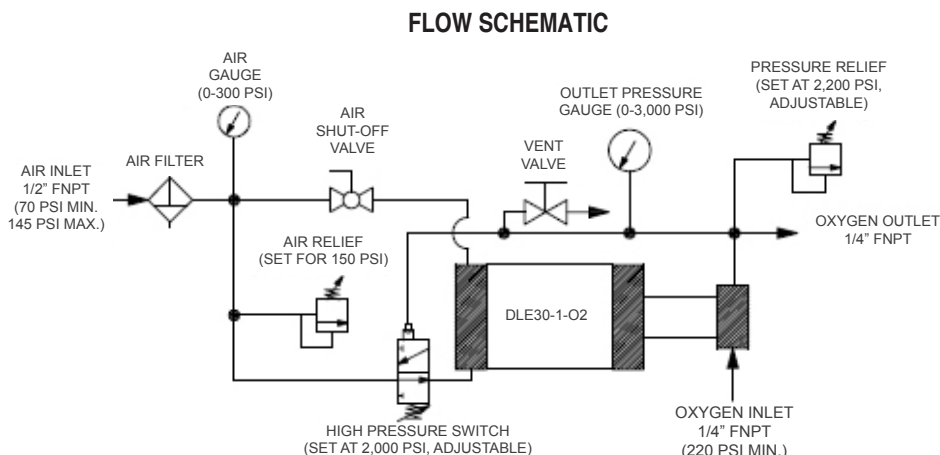 FLOW SCHEMATIC
AIR
GAUGE
(0-300 PSI)
PRESSURE RELIEF
(SET AT 2,200 PSI,
ADJUSTABLE)
OUTLET PRESSURE
GAUGE (0-3,000 PSI)
AIR
SHUT-OFF
VALVE
VENT
VALVE
AIR INLET
1/2” FNPT
(70 PSI MIN.
145 PSI MAX.)
AIR FILTER
OXYGEN OUTLET
1/4” FNPT
AIR RELIEF
(SET FOR 150 PSI)
DLE30-1-O2
HIGH PRESSURE SWITCH
(SET AT 2,000 PSI, ADJUSTABLE)
OXYGEN INLET
1/4” FNPT
(220 PSI MIN.)